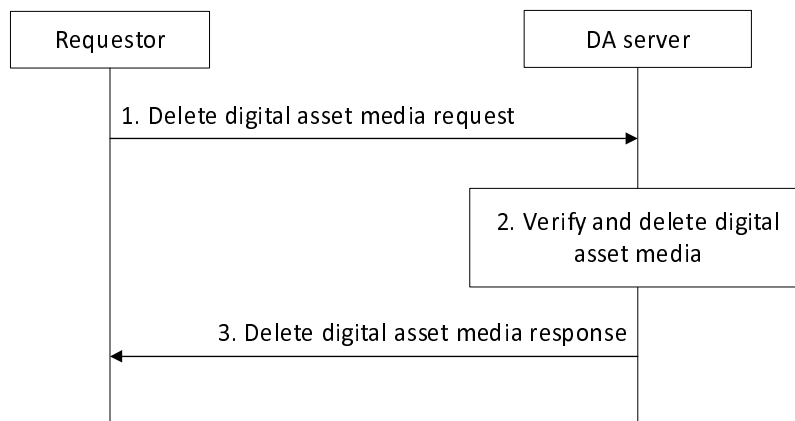 Requestor
DA server
1. Delete digital asset media request
2. Verify and delete digital
asset media
3. Delete digital asset media response